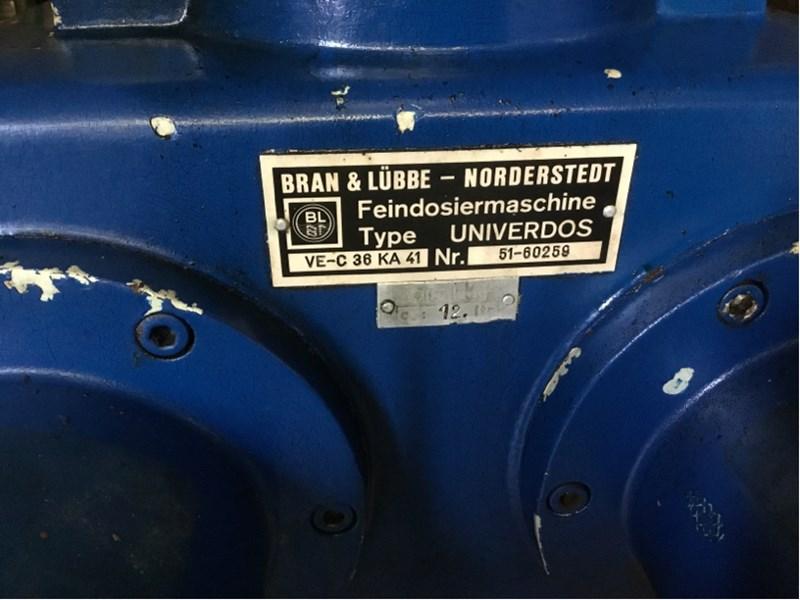 BRAN & LÜBBE – NORDERSTEDT
BL
Feindosiermaschine
Type UNIVERDOS
VE-C 36 KA 41 Nr. 51-60259
12.